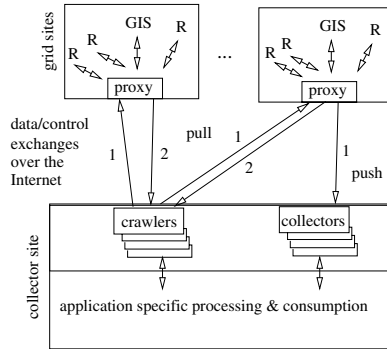 grid sites
GIS
R
R
R
R
proxy
...
GIS
R
R
R
R
proxy
data/control
exchanges
over the
Internet
1
2
pull
1
2
1
push
collector site
crawlers
collectors
application specific processing & consumption